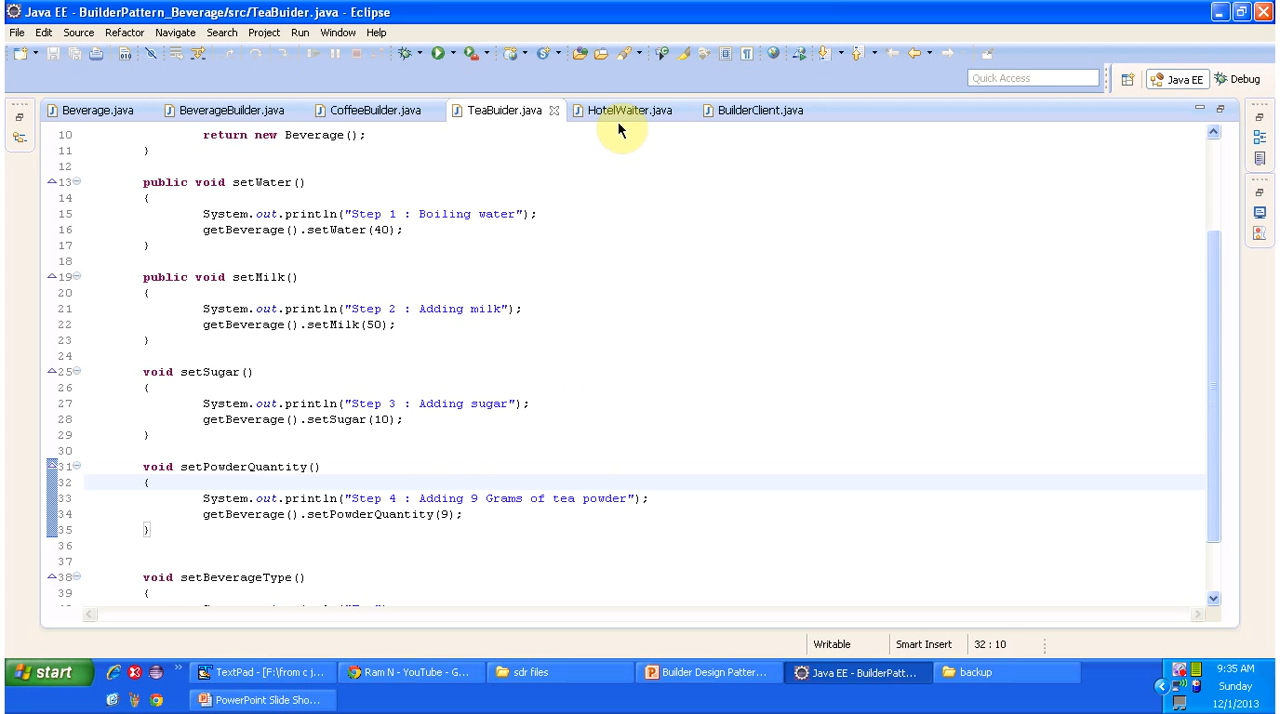 Java EE - BuilderPattern_Beverage/src/TeaBuider.java - Eclipse
File Edit Source Refactor Navigate Search Project Run Window Help
Quick Access
Java EE
Debug
Beverage.java
BeverageBuilder.java
CoffeeBuilder.java
TeaBuider.java
HotelWaiter.java
BuilderClient.java
10 return new Beverage();
11 }
12
13 public void setWater()
14 {
15 System.out.println("Step 1 : Boiling water");
16 getBeverage().setWater(40);
17 }
18
19 public void setMilk()
20 {
21 System.out.println("Step 2 : Adding milk");
22 getBeverage().setMilk(50);
23 }
24
25 void setSugar()
26 {
27 System.out.println("Step 3 : Adding sugar");
28 getBeverage().setSugar(10);
29 }
30
31 void setPowderQuantity()
32 {
33 System.out.println("Step 4 : Adding 9 Grams of tea powder");
34 getBeverage().setPowderQuantity(9);
35 }
36
37
38 void setBeverageType()
39 {
Writable
Smart Insert
32 : 10
start
TextPad - [F:\from c j...
Ram N - YouTube - G...
sdr files
Builder Design Patter...
Java EE - BuilderPatt...
backup
PowerPoint Slide Sho...
9:35 AM
Sunday
12/1/2013